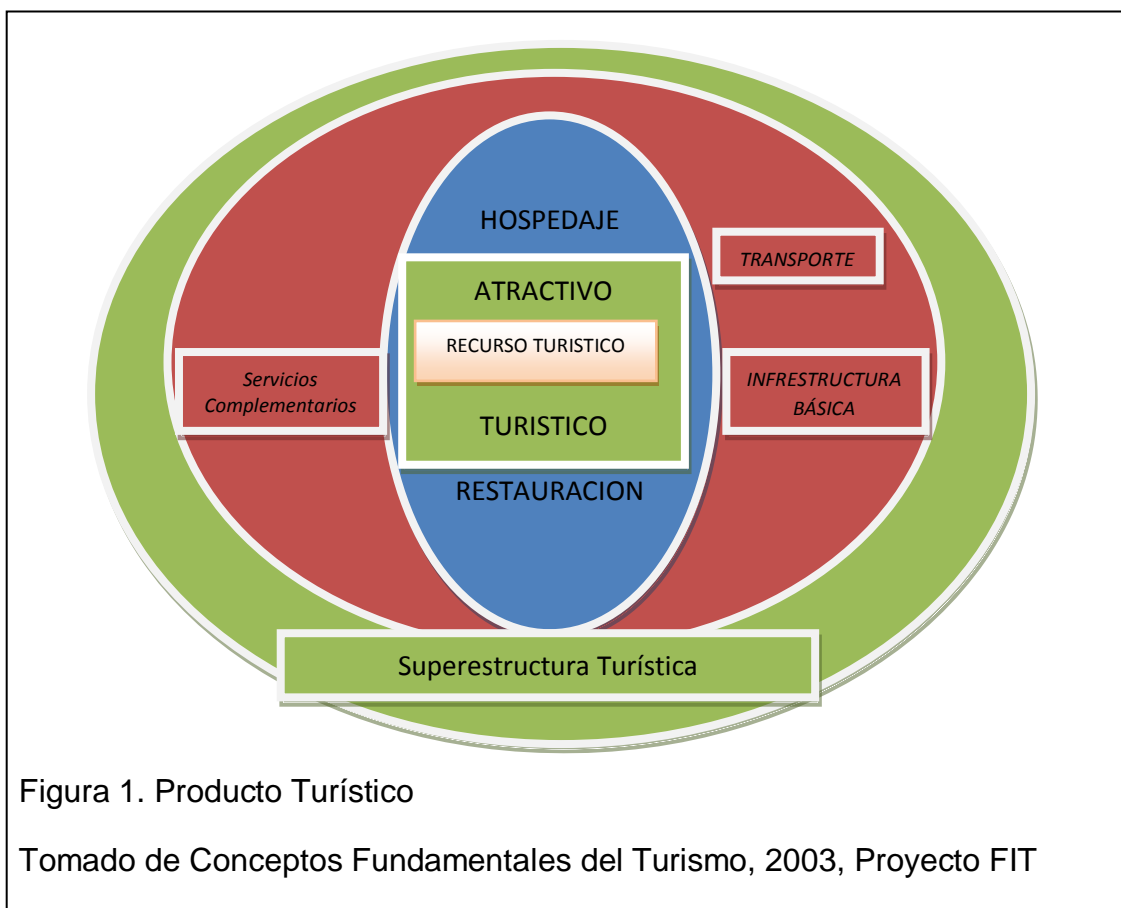 HOSPEDAJE
TRANSPORTE
ATRACTIVO
RECURSO TURISTICO
Servicios
Complementarios
INFRESTRUCTURA
BÁSICA
TURISTICO
RESTAURACION
Superestructura Turística
Figura 1. Producto Turístico
Tomado de Conceptos Fundamentales del Turismo, 2003, Proyecto FIT